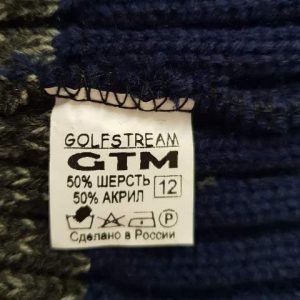 GOLFSTREAM
GTM
50% ШЕРСТЬ 12
50% АКРИЛ
P
Сделано в России